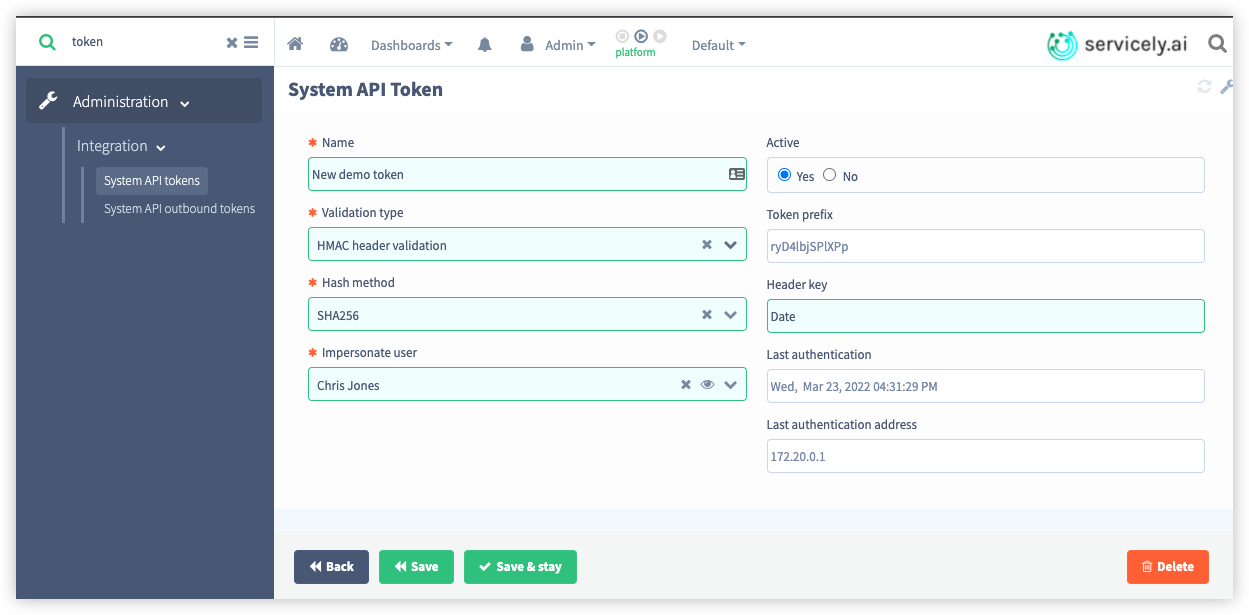 token
Dashboards
Admin
platform
Default
servicely.ai
Administration
Integration
System API tokens
System API outbound tokens
System API Token
* Name
New demo token
* Validation type
HMAC header validation
* Hash method
SHA256
* Impersonate user
Chris Jones
Active
Yes No
Token prefix
ryD4lbjSPlXPp
Header key
Date
Last authentication
Wed, Mar 23, 2022 04:31:29 PM
Last authentication address
172.20.0.1
Back
Save
Save & stay
Delete